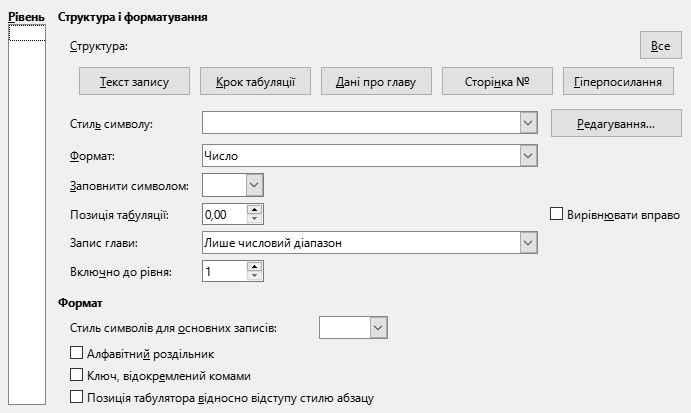 Рівень Структура і форматування
Структура: Все
Текст запису Крок табуляції Дані про главу Сторінка № Гіперпосилання
Стиль символу: Редагування...
Формат: Число
Заповнити символом:
Позиція табуляції: 0,00 Вирівнювати вправо
Запис глави: Лише числовий діапазон
Включно до рівня: 1
Формат
Стиль символів для основних записів:
Алфавітний роздільник
Ключ, відокремлений комами
Позиція табулятора відносно відступу стилю абзацу